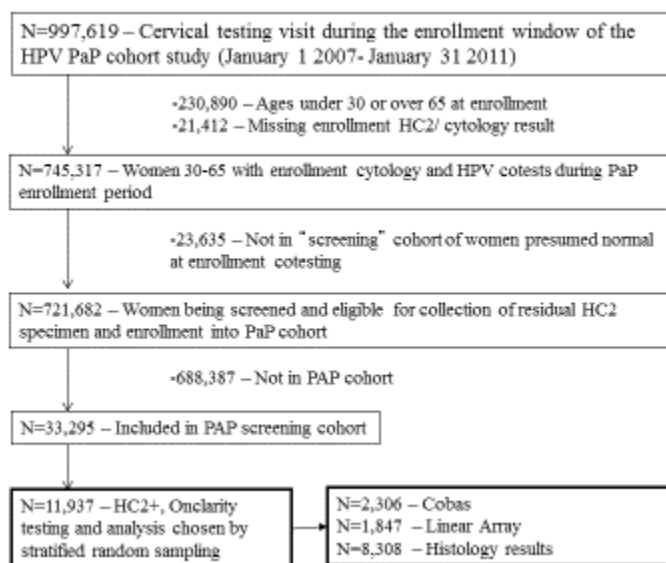 N=997,619 – Cervical testing visit during the enrollment window of the
HPV PaP cohort study (January 1 2007- January 31 2011)
-230,890 – Ages under 30 or over 65 at enrollment
-21,412 – Missing enrollment HC2/ cytology result
N=745,317 – Women 30-65 with enrollment cytology and HPV cotests during PaP
enrollment period
-23,635 – Not in "screening" cohort of women presumed normal
at enrollment cotesting
N=721,682 – Women being screened and eligible for collection of residual HC2
specimen and enrollment into PaP cohort
-688,387 – Not in PAP cohort
N=33,295 – Included in PAP screening cohort
N=11,937 – HC2+, Onclarity
testing and analysis chosen by
stratified random sampling
N=2,306 – Cobas
N=1,847 – Linear Array
N=8,308 – Histology results